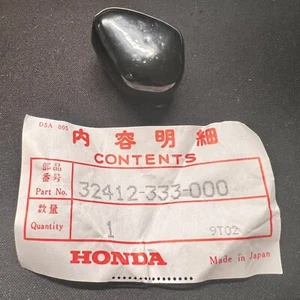 DSA 005
内容明細
CONTENTS
部品
番号
Part No. 32412-333-000
数量
Quantity 1 9T02
HONDA Made in Japan